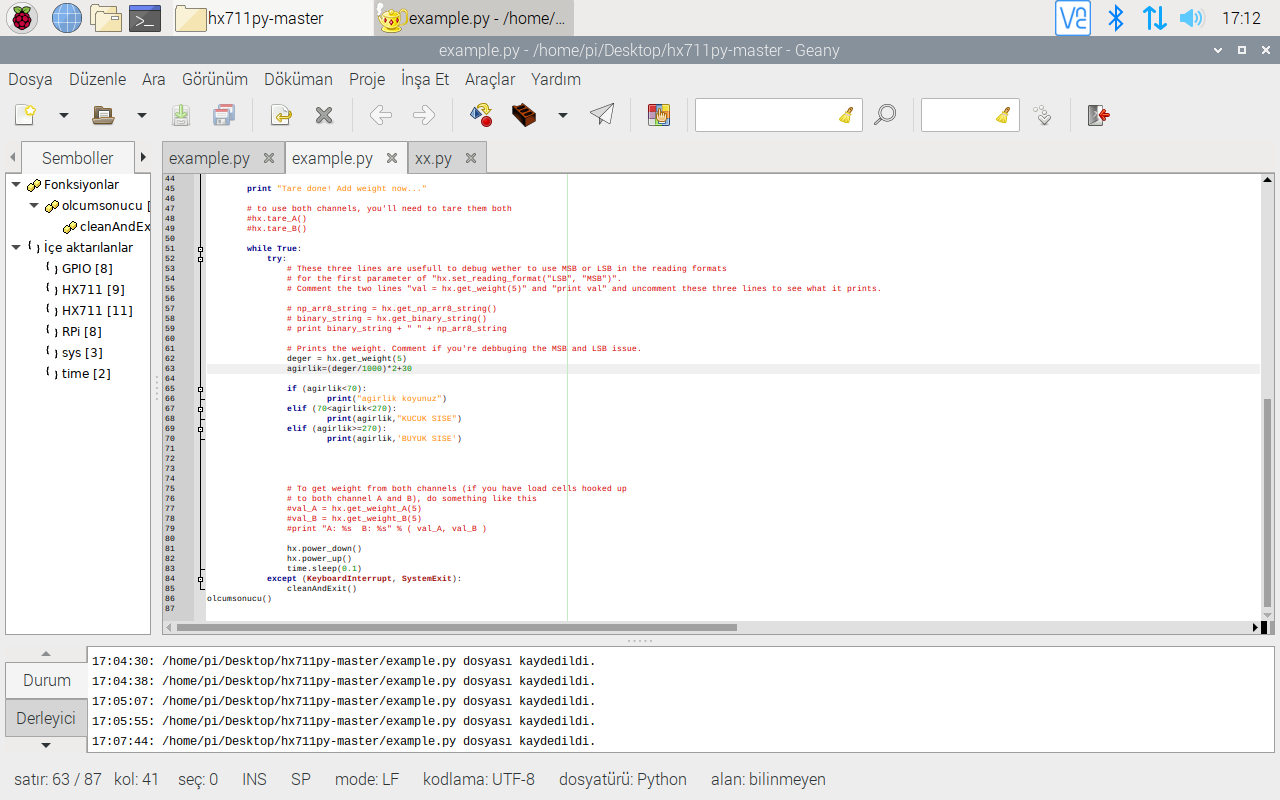 hx711py-master
example.py - /home/...
17:12
example.py - /home/pi/Desktop/hx711py-master - Geany
Dosya Düzenle Ara Görünüm Belgeler Proje İnşa Et Araçlar Yardım
Semboller
example.py
example.py
xx.py
Fonksiyonlar
olcumsonucu [
cleanAndEx
İçe aktarılanlar
GPIO [8]
HX711 [9]
HX711 [11]
RPi [8]
sys [3]
time [2]
44
45 print "Tare done! Add weight now..."
46
47 # to use both channels, you'll need to tare them both
48 #hx.tare_A()
49 #hx.tare_B()
50
51 while True:
52 try:
53 # These three lines are usefull to debug wether to use MSB or LSB in the reading formats
54 # for the first parameter of "hx.set_reading_format("LSB", "MSB")".
55 # Comment the two lines "val = hx.get_weight(5)" and "print val" and uncomment these three lines to see what it prints.
56
57 # np_arr8_string = hx.get_np_arr8_string()
58 # binary_string = hx.get_binary_string()
59 # print binary_string + " " + np_arr8_string
60
61 # Prints the weight. Comment if you're debbuging the MSB and LSB issue.
62 deger = hx.get_weight(5)
63 agirlik=(deger/1000)*2+30
64
65 if (agirlik<70):
66 print("agirlik koyunuz")
67 elif (70<agirlik<270):
68 print(agirlik,"KUCUK SISE")
69 elif (agirlik>=270):
70 print(agirlik,'BUYUK SISE')
71
72
73
74
75 # To get weight from both channels (if you have load cells hooked up
76 # to both channel A and B), do something like this
77 #val_A = hx.get_weight_A(5)
78 #val_B = hx.get_weight_B(5)
79 #print "A: %s  B: %s" % ( val_A, val_B )
80
81 hx.power_down()
82 hx.power_up()
83 time.sleep(0.1)
84 except (KeyboardInterrupt, SystemExit):
85 cleanAndExit()
86 olcumsonucu()
87
Durum
Derleyici
17:04:30: /home/pi/Desktop/hx711py-master/example.py dosyası kaydedildi.
17:04:38: /home/pi/Desktop/hx711py-master/example.py dosyası kaydedildi.
17:05:07: /home/pi/Desktop/hx711py-master/example.py dosyası kaydedildi.
17:05:55: /home/pi/Desktop/hx711py-master/example.py dosyası kaydedildi.
17:07:44: /home/pi/Desktop/hx711py-master/example.py dosyası kaydedildi.
satır: 63 / 87 kol: 41 seç: 0 INS SP mode: LF kodlama: UTF-8 dosyatürü: Python alan: bilinmeyen